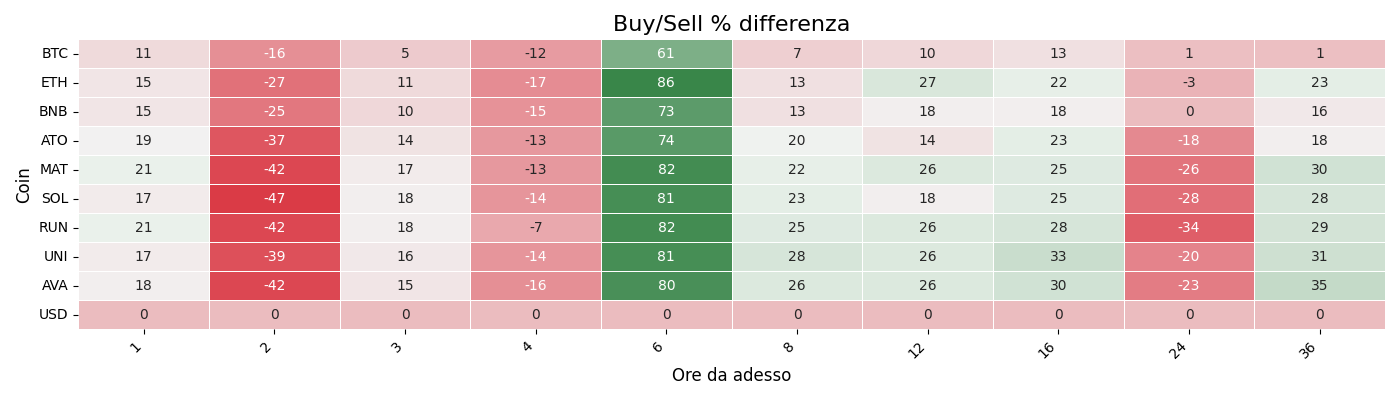 Buy/Sell % differenza
Coin
BTC 11 -16 5 -12 61 7 10 13 1 1
ETH 15 -27 11 -17 86 13 27 22 -3 23
BNB 15 -25 10 -15 73 13 18 18 0 16
ATO 19 -37 14 -13 74 20 14 23 -18 18
MAT 21 -42 17 -13 82 22 26 25 -26 30
SOL 17 -47 18 -14 81 23 18 25 -28 28
RUN 21 -42 18 -7 82 25 26 28 -34 29
UNI 17 -39 16 -14 81 28 26 33 -20 31
AVA 18 -42 15 -16 80 26 26 30 -23 35
USD 0 0 0 0 0 0 0 0 0 0
1 2 3 4 6 8 12 16 24 36
Ore da adesso